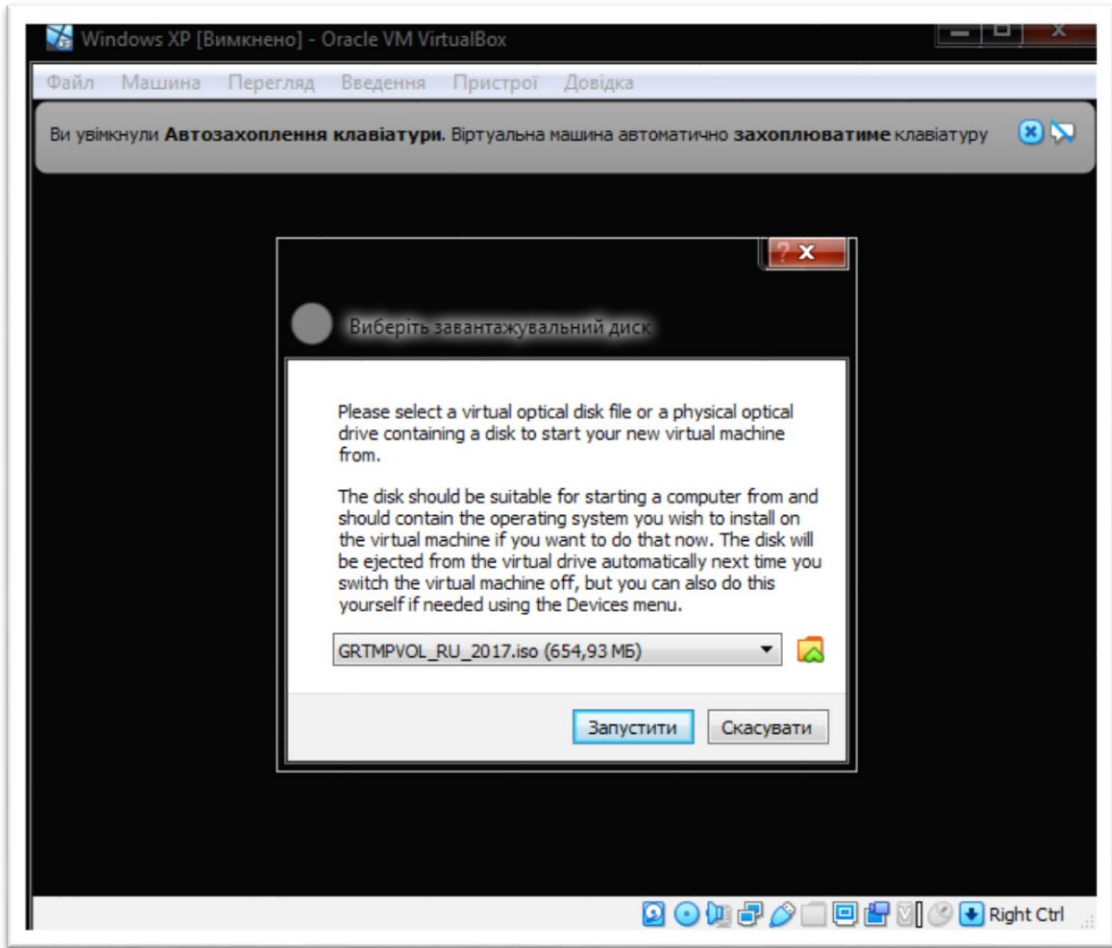 Windows XP [Вимкнено] - Oracle VM VirtualBox
Файл Машина Перегляд Введення Пристрої Довідка
Ви увімкнули Автозахоплення клавіатури. Віртуальна машина автоматично захоплюватиме клавіатуру
Виберіть завантажувальний диск
Please select a virtual optical disk file or a physical optical
drive containing a disk to start your new virtual machine
from.
The disk should be suitable for starting a computer from and
should contain the operating system you wish to install on
the virtual machine if you want to do that now. The disk will
be ejected from the virtual drive automatically next time you
switch the virtual machine off, but you can also do this
yourself if needed using the Devices menu.
GRTMPVOL_RU_2017.iso (654,93 МБ)
Запустити Скасувати
Right Ctrl